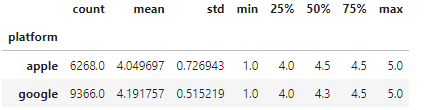 count mean std min 25% 50% 75% max
platform
apple 6268.0 4.049697 0.726943 1.0 4.0 4.5 4.5 5.0
google 9366.0 4.191757 0.515219 1.0 4.0 4.3 4.5 5.0